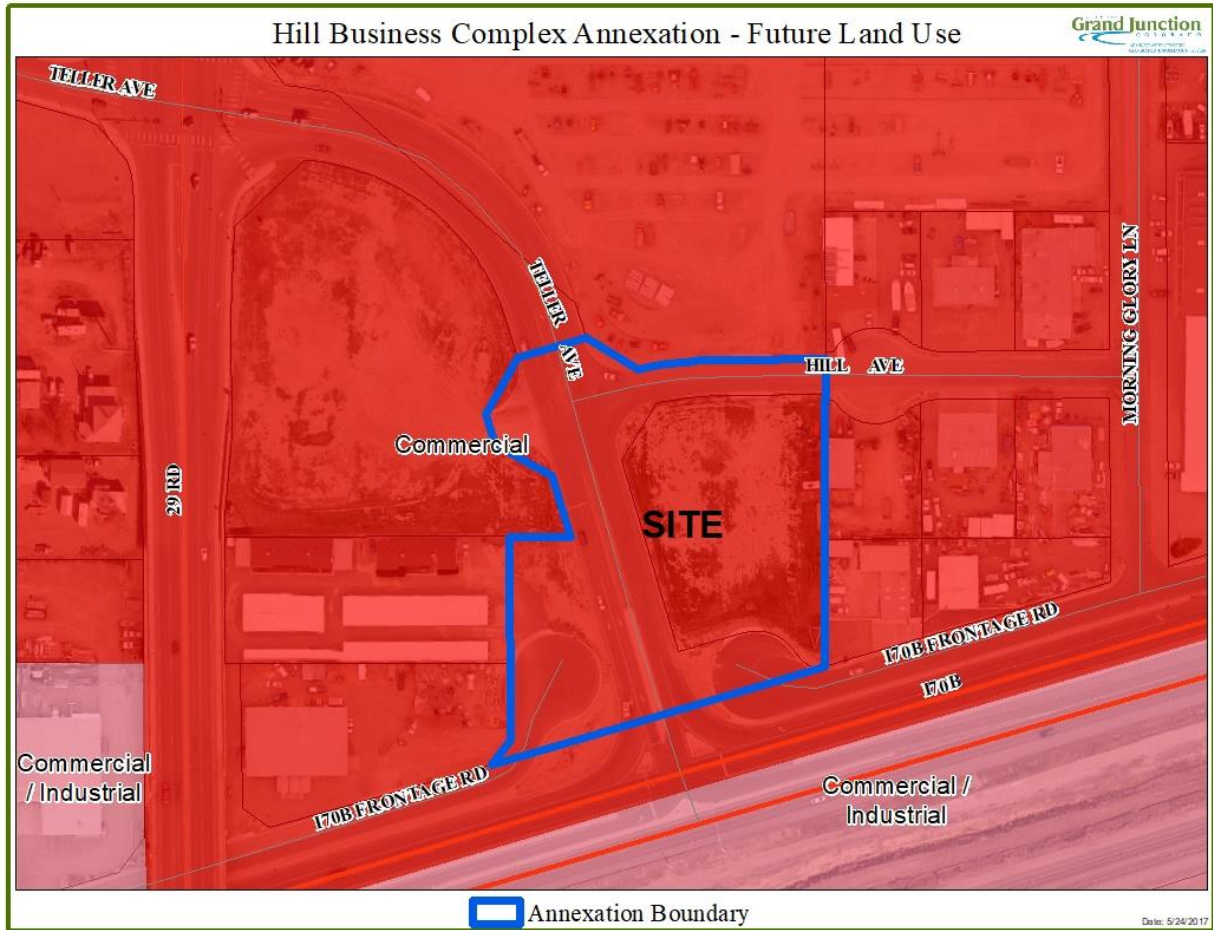 Hill Business Complex Annexation - Future Land Use
Grand Junction
COLORADO
TELLER AVE
TELLER
AVE
HILL AVE
MORNING GLORY LN
Commercial
29 RD
SITE
I70B FRONTAGE RD
I70B
Commercial
/ Industrial
I70B FRONTAGE RD
Commercial /
Industrial
Annexation Boundary
Date: 5/24/2017